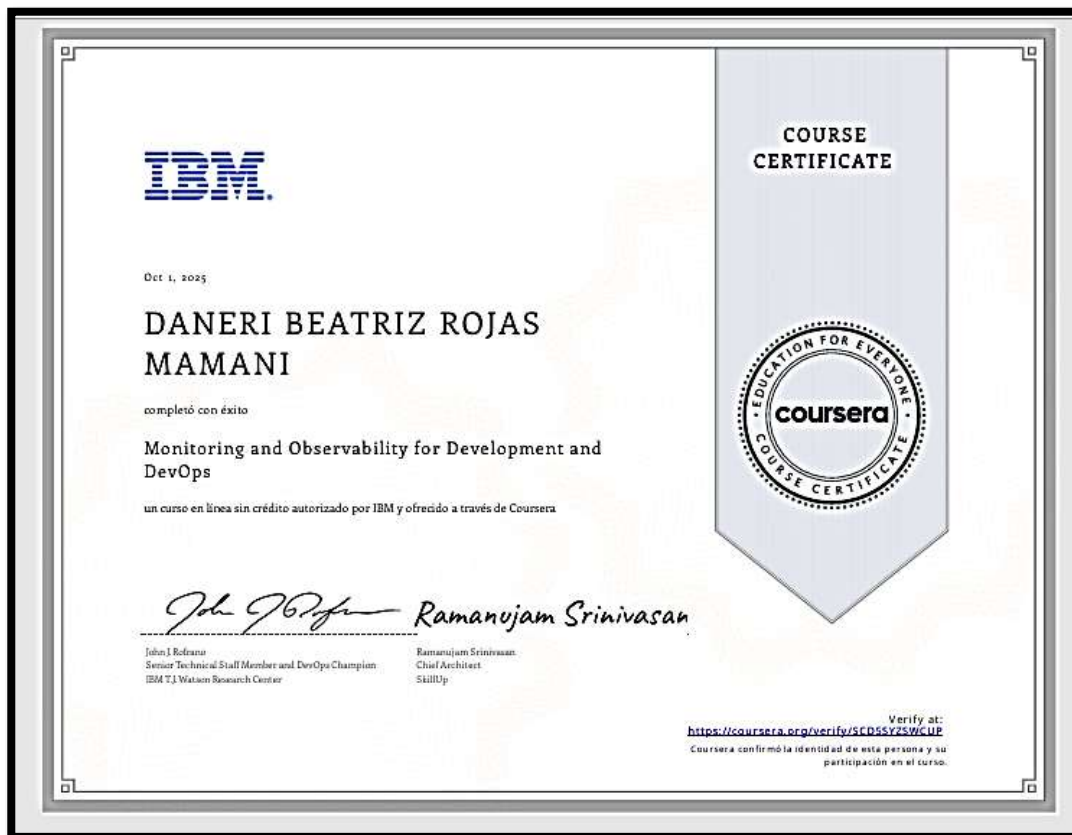 IBM
COURSE
CERTIFICATE
Oct 1, 2025
DANERI BEATRIZ ROJAS
MAMANI
completó con éxito
Monitoring and Observability for Development and
DevOps
un curso en línea sin crédito autorizado por IBM y ofrecido a través de Coursera
EDUCATION FOR EVERYONE
coursera
COURSE CERTIFICATE
Ramanujam Srinivasan
John J. Rofrano
Senior Technical Staff Member and DevOps Champion
IBM T.J. Watson Research Center
Ramanujam Srinivasan
Chief Architect
SkillUp
Verify at:
https://coursera.org/verify/SCDSSYZSWCUP
Coursera confirmó la identidad de esta persona y su
participación en el curso.